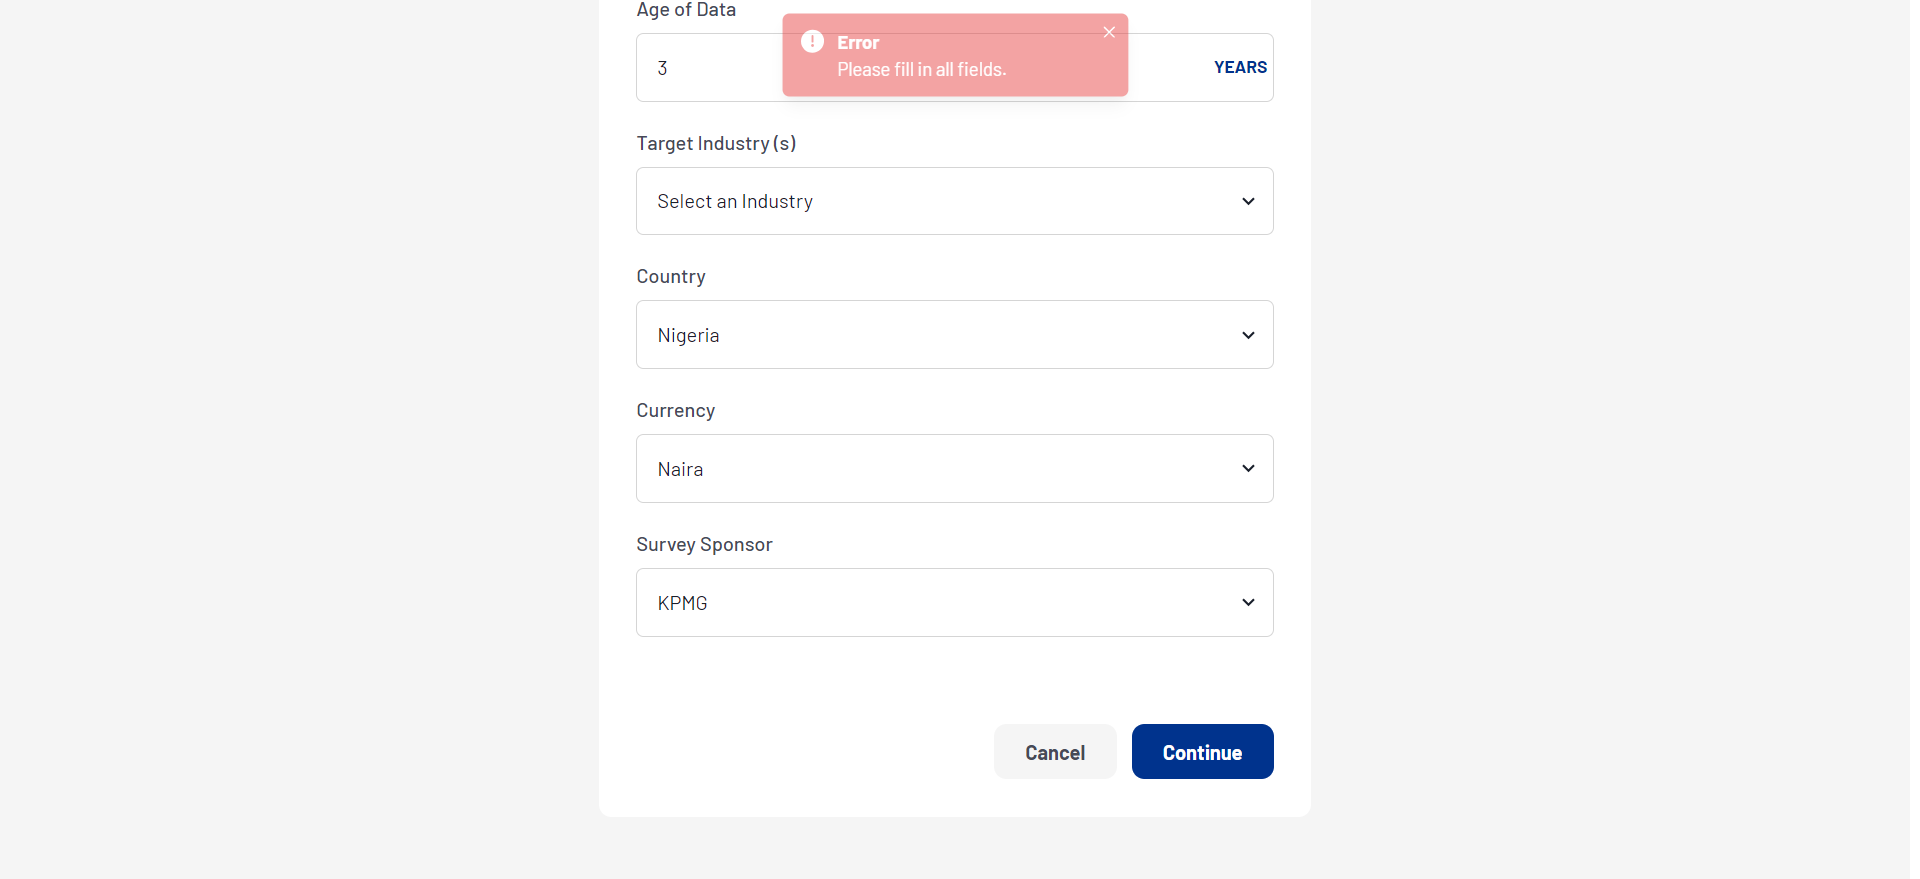 Age of Data
Error
Please fill in all fields.
3
YEARS
Target Industry (s)
Select an Industry
Country
Nigeria
Currency
Naira
Survey Sponsor
KPMG
Cancel
Continue